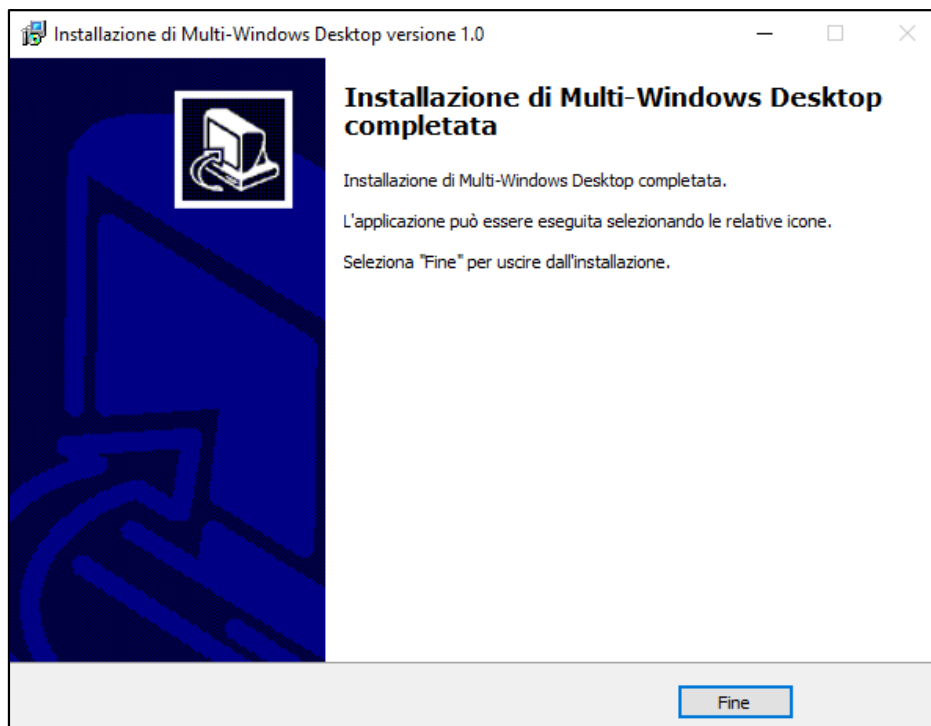 Installazione di Multi-Windows Desktop versione 1.0
Installazione di Multi-Windows Desktop
completata
Installazione di Multi-Windows Desktop completata.
L'applicazione può essere eseguita selezionando le relative icone.
Seleziona "Fine" per uscire dall'installazione.
Fine